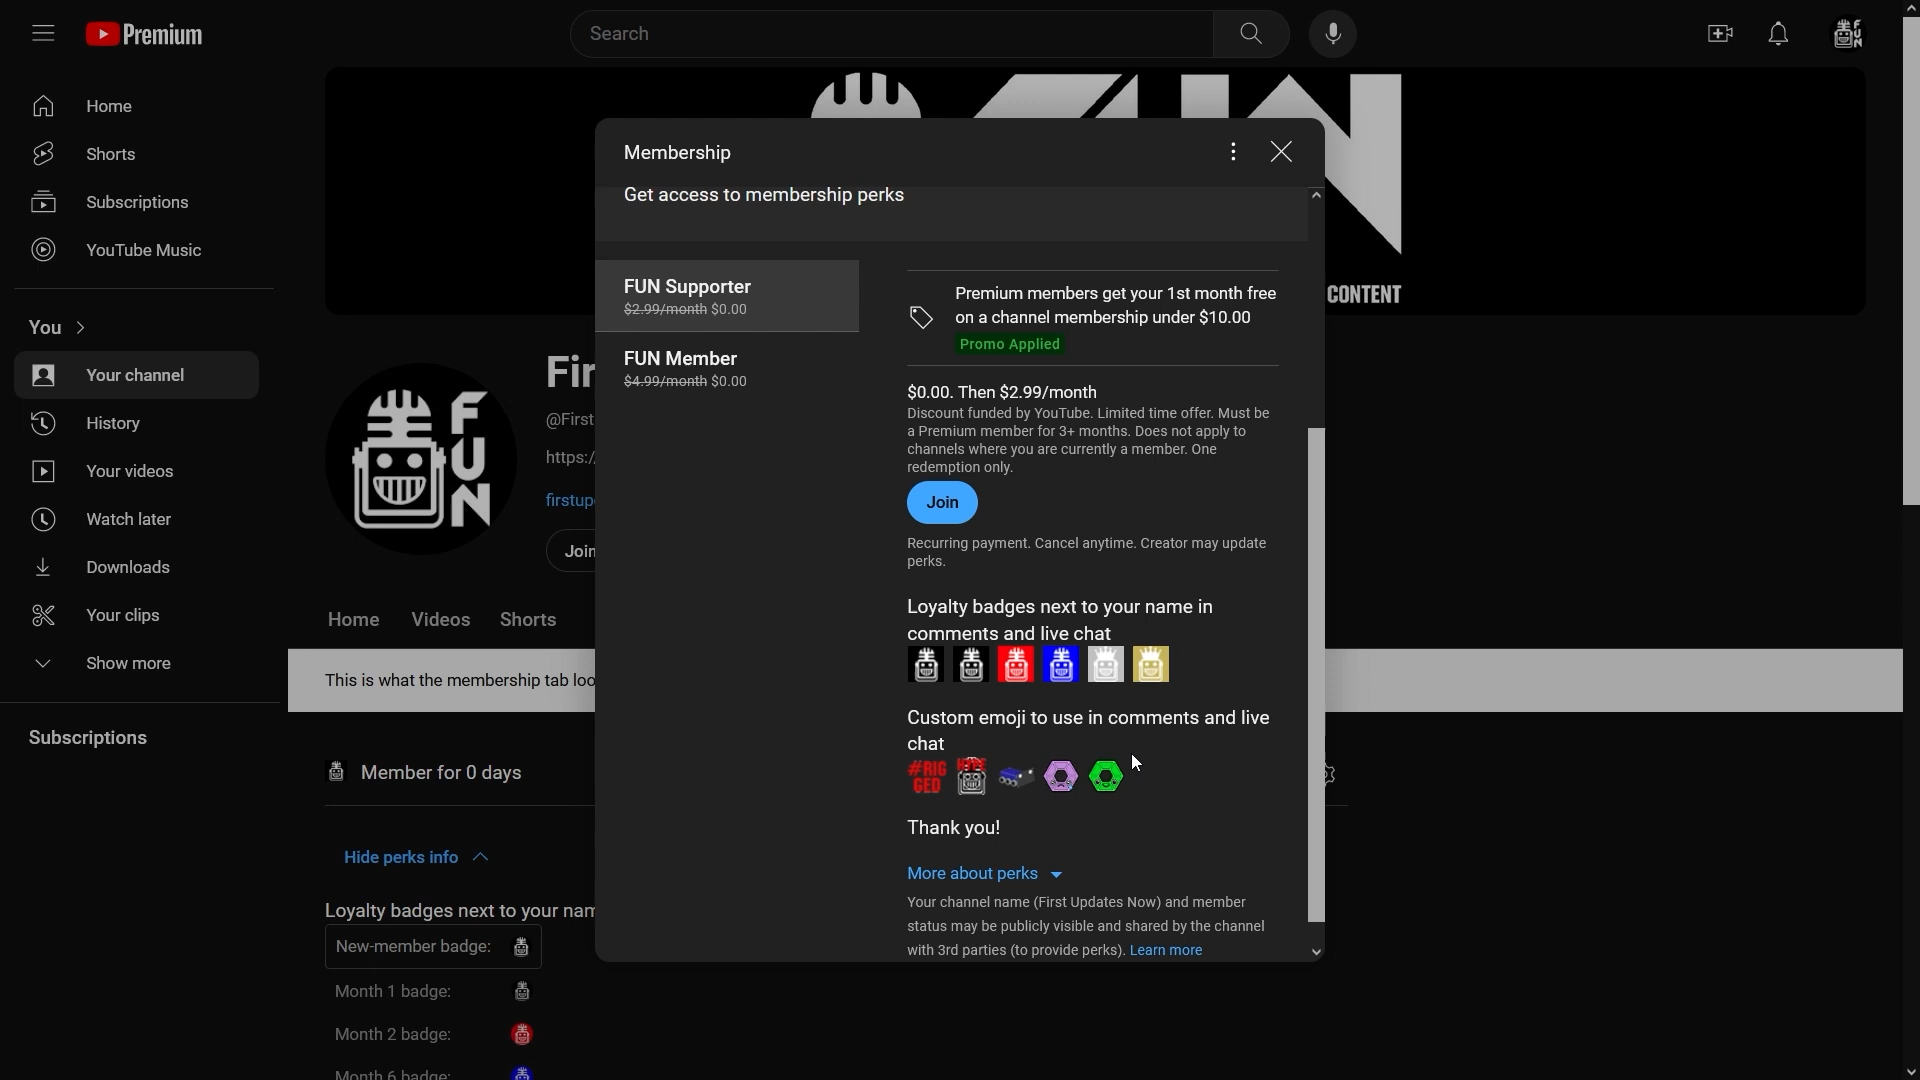 Premium
Search
FUN
Home
Shorts
Subscriptions
YouTube Music
You
Your channel
History
Your videos
Watch later
Downloads
Your clips
Show more
Subscriptions
CONTENT
FUN
Fir
@First
https:/
firstup
Join
Home Videos Shorts
This is what the membership tab loo
Member for 0 days
Hide perks info
Loyalty badges next to your nam
New-member badge:
Month 1 badge:
Month 2 badge:
Month 6 badge:
Membership
Get access to membership perks
FUN Supporter
$2.99/month $0.00
FUN Member
$4.99/month $0.00
Premium members get your 1st month free
on a channel membership under $10.00
Promo Applied
$0.00. Then $2.99/month
Discount funded by YouTube. Limited time offer. Must be
a Premium member for 3+ months. Does not apply to
channels where you are currently a member. One
redemption only.
Join
Recurring payment. Cancel anytime. Creator may update
perks.
Loyalty badges next to your name in
comments and live chat
Custom emoji to use in comments and live
chat
#RIG
GED
HYPE
Thank you!
More about perks
Your channel name (First Updates Now) and member
status may be publicly visible and shared by the channel
with 3rd parties (to provide perks). Learn more